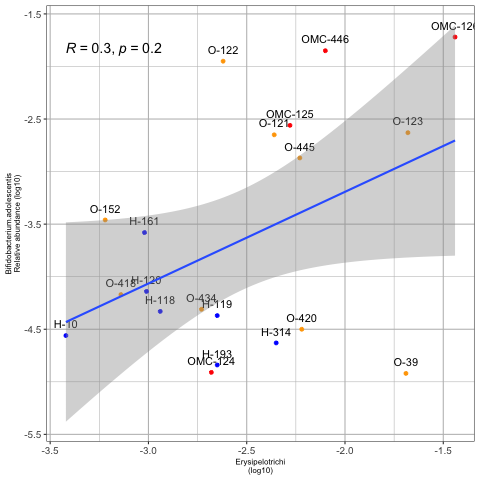 -1.5
-2.5
-3.5
-4.5
-5.5
Bifidobacterium.adolescentis
Relative abundance (log10)
R = 0.3, p = 0.2
O-122
OMC-446
OMC-120
OMC-125
O-121
O-123
O-445
O-152
H-161
O-418
H-120
H-118
O-434
H-119
H-10
O-420
H-314
H-193
OMC-124
O-39
-3.5
-3.0
-2.5
-2.0
-1.5
Erysipelotrichi
(log10)